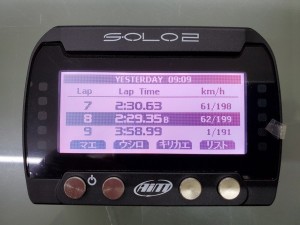 SOLO2
YESTERDAY 09:09
Lap Lap Time km/h
7 2:30.63 61/198
8 2:29.35 B 62/199
9 3:58.99 1/191
マエ ウシロ キリカエ リスト
AiM